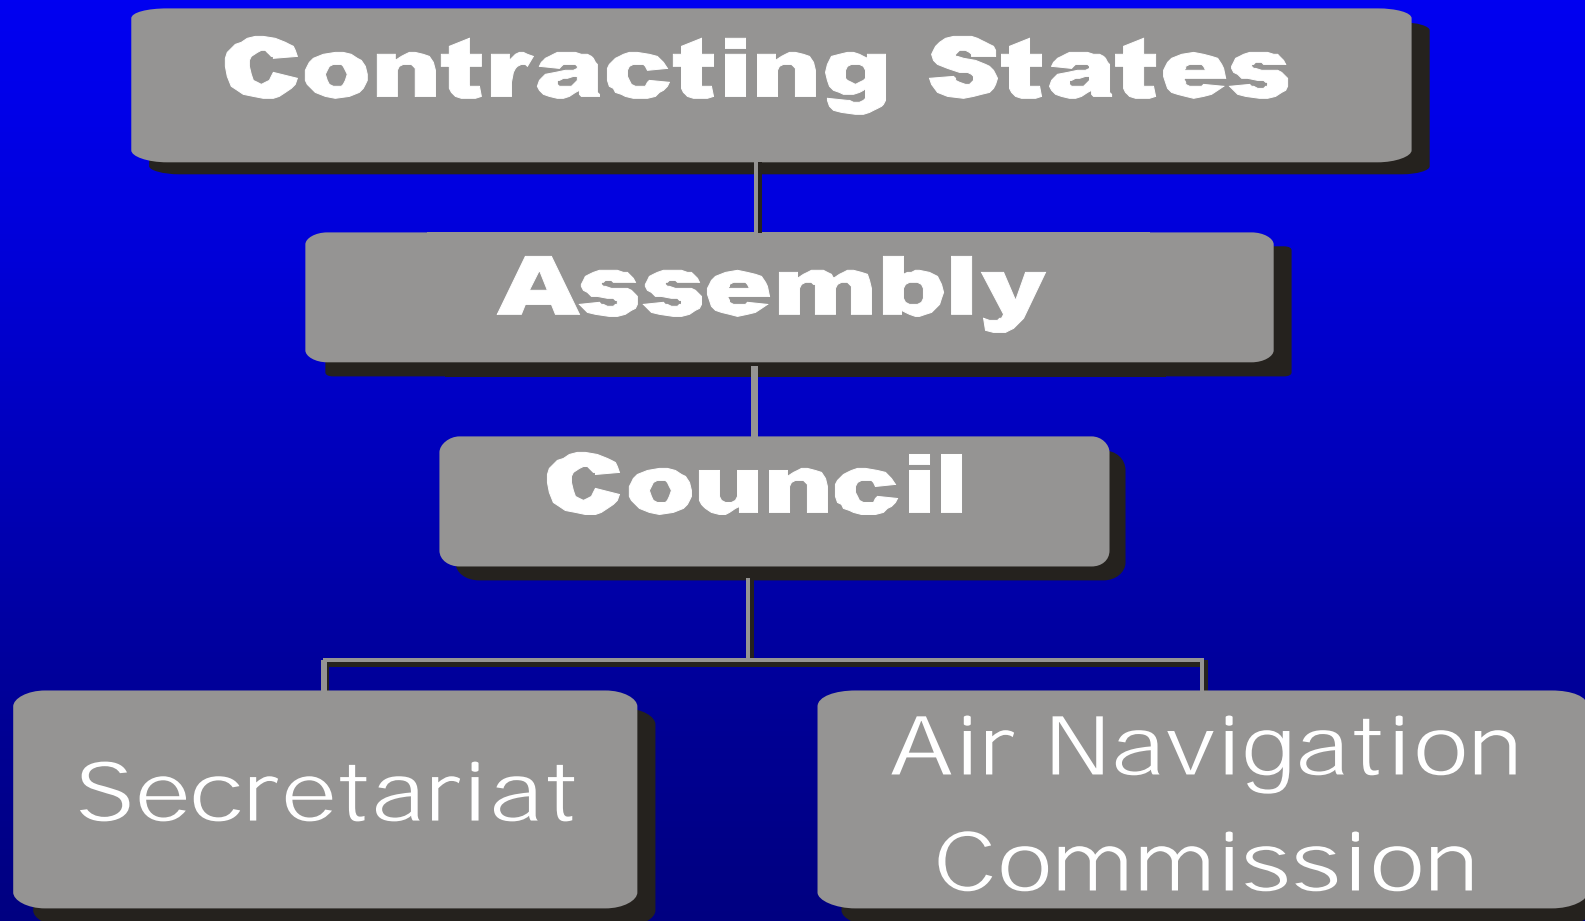 Contracting States
Assembly
Council
Secretariat
Air Navigation
Commission